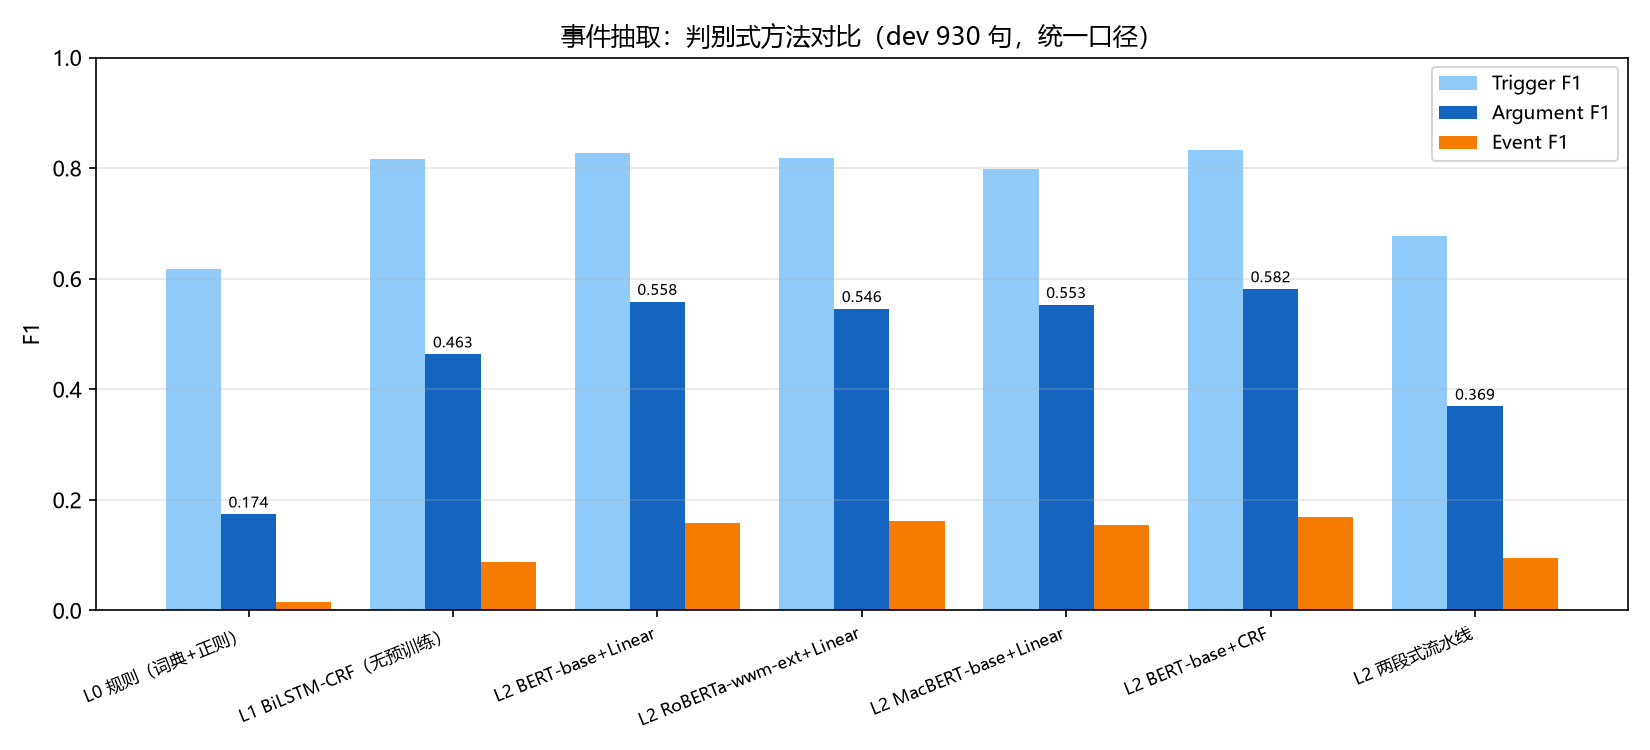 事件抽取：判别式方法对比（dev 930 句，统一口径）
Trigger F1
Argument F1
Event F1
F1
1.0
0.8
0.6
0.4
0.2
0.0
0.174
0.463
0.558
0.546
0.553
0.582
0.369
L0 规则（词典+正则）
L1 BiLSTM-CRF（无预训练）
L2 BERT-base+Linear
L2 RoBERTa-wwm-ext+Linear
L2 MacBERT-base+Linear
L2 BERT-base+CRF
L2 两段式流水线